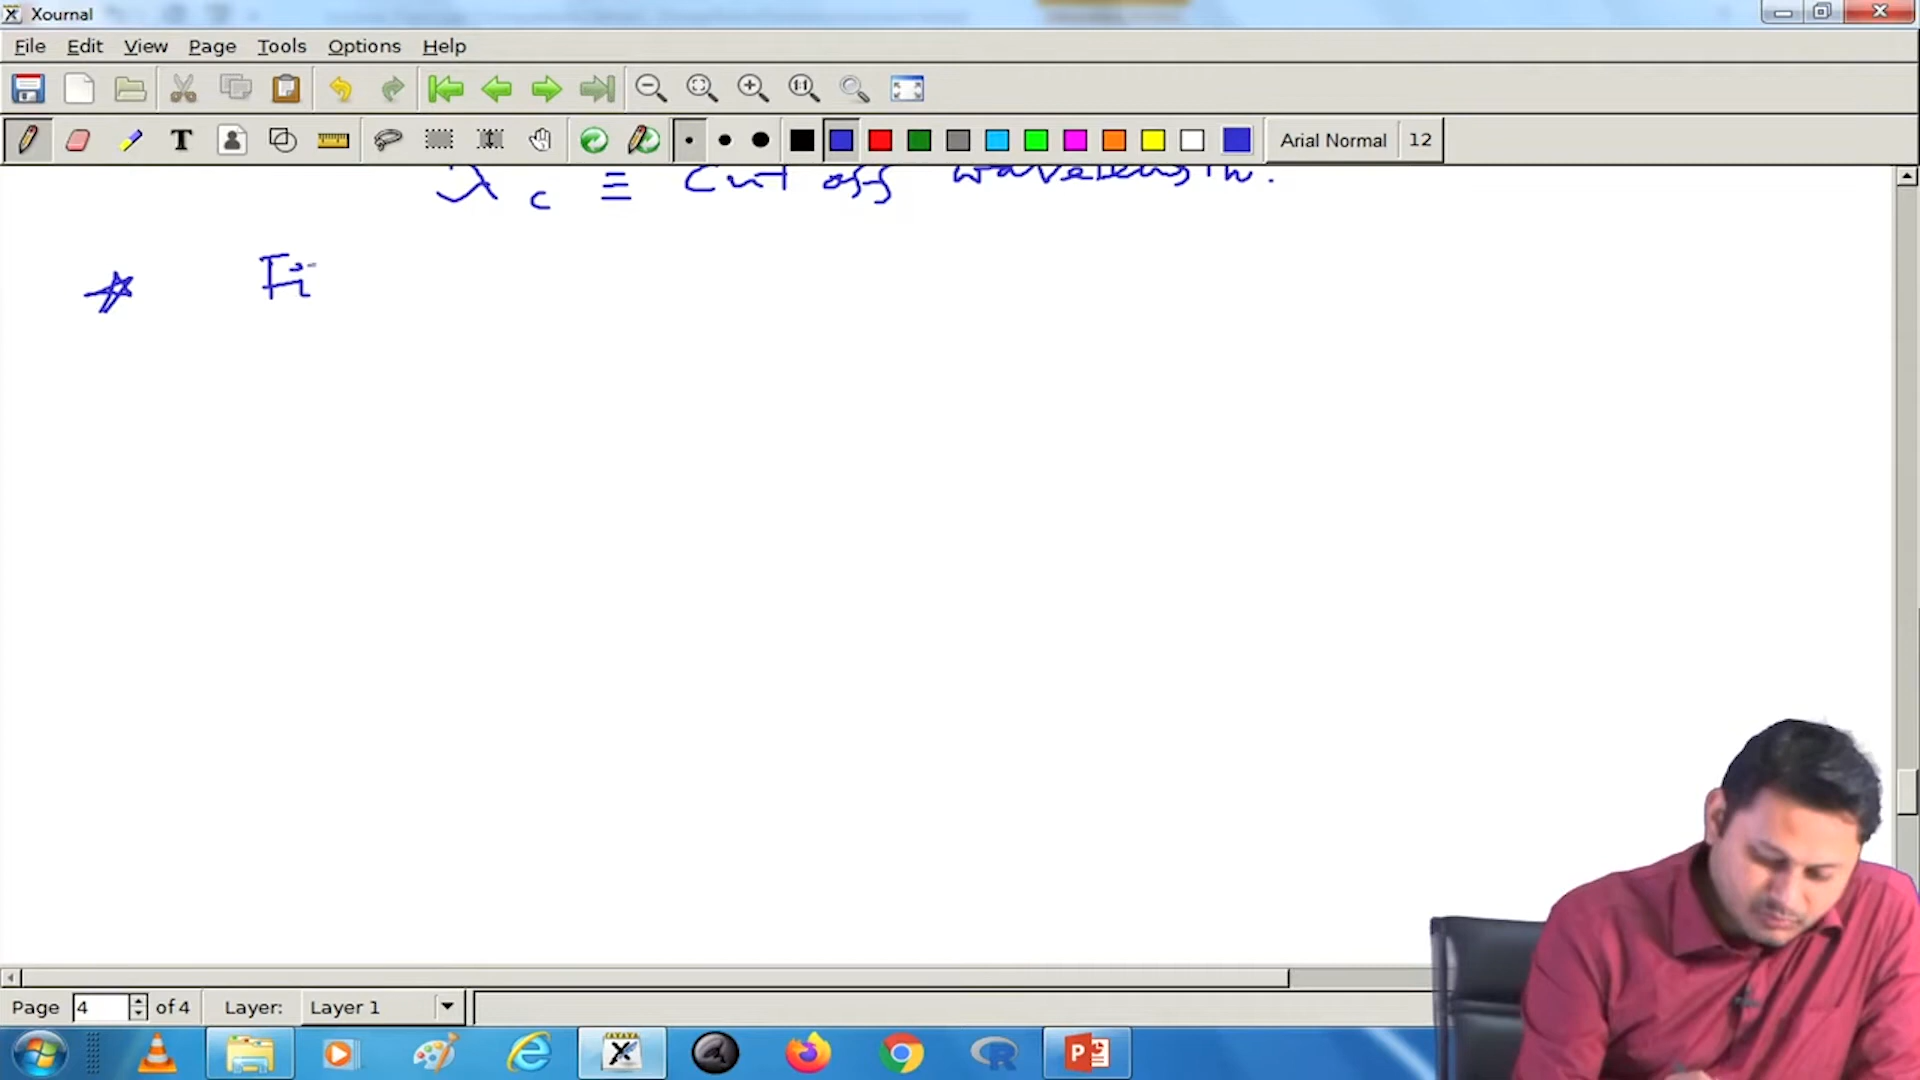 Xournal
File Edit View Page Tools Options Help
Arial Normal 12
λ c ≡ Cut off wavelength.
Fi
Page 4 of 4 Layer: Layer 1